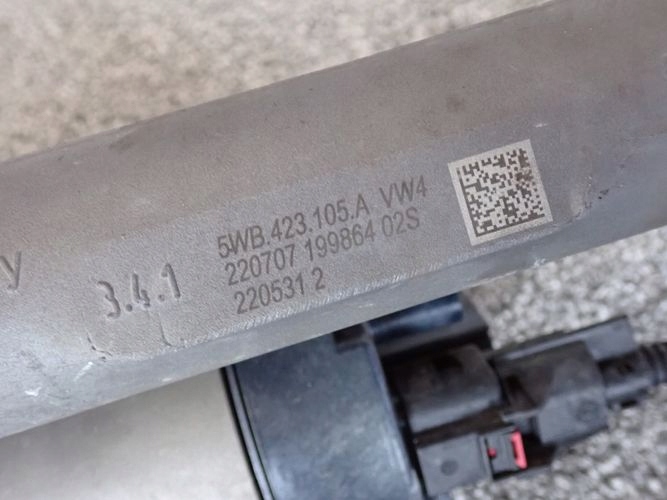 y
3.4.1
5WB.423.105.A VW4
220707 199864 02S
220531 2